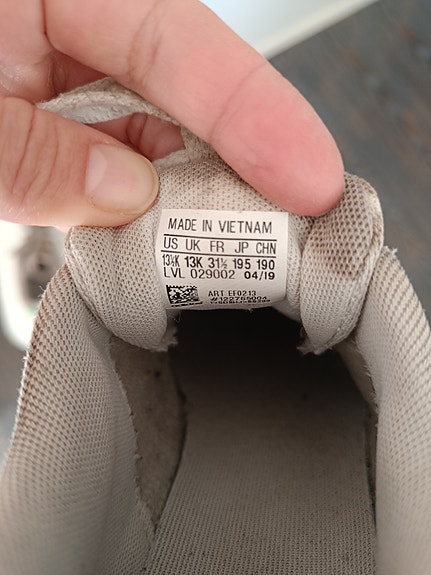 MADE IN VIETNAM
US UK FR JP CHN
13½K 13K 31½ 195 190
LVL 029002 04/19
ART EF0213